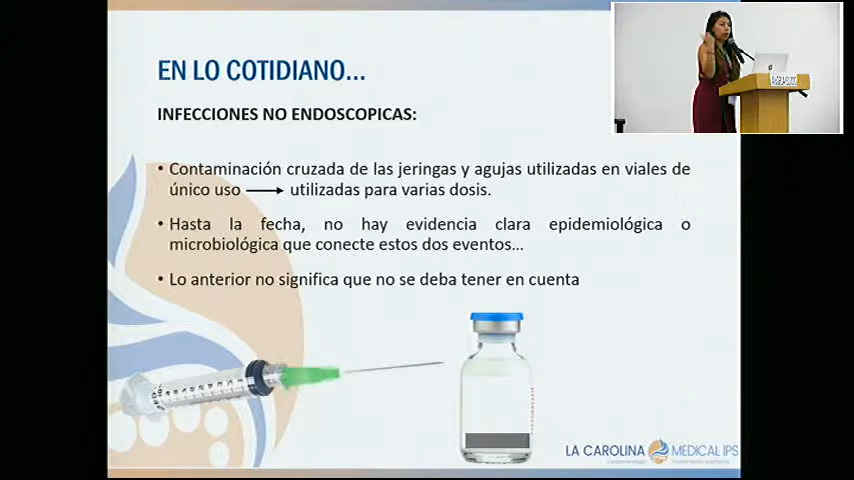 EN LO COTIDIANO...
INFECCIONES NO ENDOSCOPICAS:
• Contaminación cruzada de las jeringas y agujas utilizadas en viales de
único uso → utilizadas para varias dosis.
• Hasta la fecha, no hay evidencia clara epidemiológica o
microbiológica que conecte estos dos eventos...
• Lo anterior no significa que no se deba tener en cuenta
LA CAROLINA MEDICAL IPS